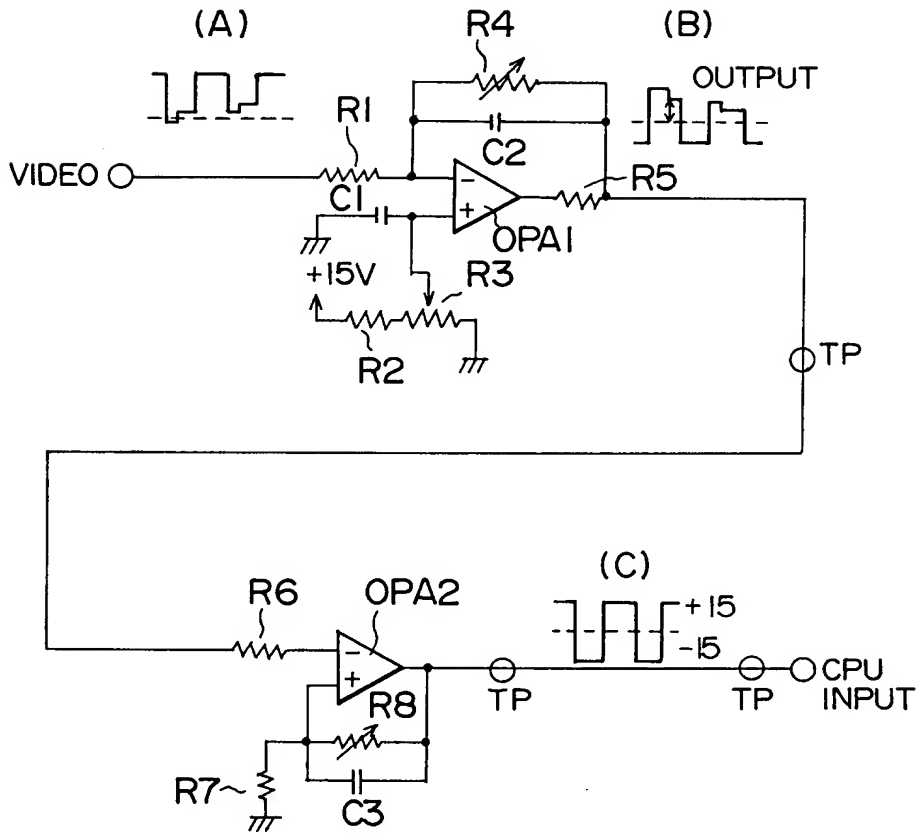 (A)
R4
(B)
OUTPUT
R1
C2
VIDEO
R5
C1
−
+
OPA1
+15V
R3
R2
TP
(C)
R6
OPA2
+15
−15
−
+
TP
TP
CPU
INPUT
R8
R7
C3